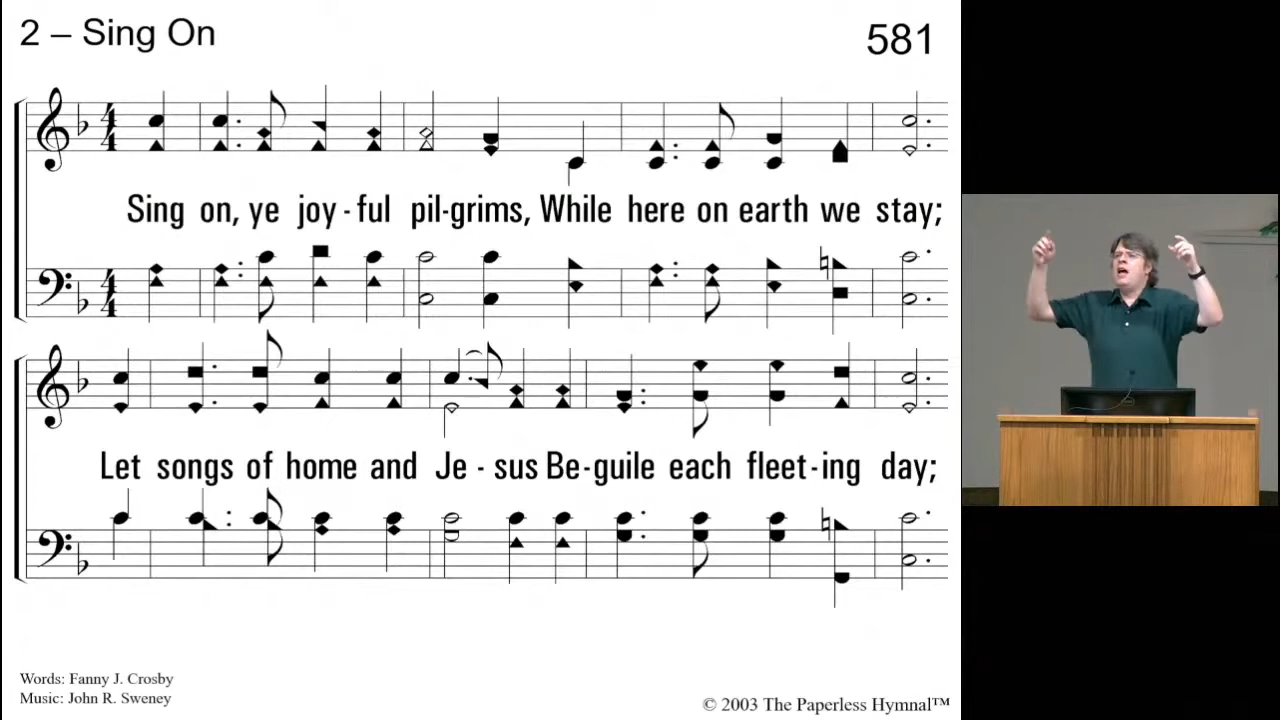 2 – Sing On
581
Sing on, ye joy - ful pil-grims, While here on earth we stay;
Let songs of home and Je - sus Be-guile each fleet-ing day;
Words: Fanny J. Crosby
Music: John R. Sweney
© 2003 The Paperless Hymnal™